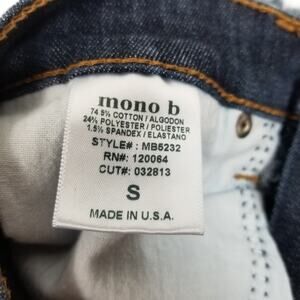 mono b
74.5% COTTON / ALGODON
24% POLYESTER / POLIESTER
1.5% SPANDEX / ELASTANO
STYLE# : MB5232
RN#: 120064
CUT#: 032813
S
MADE IN U.S.A.